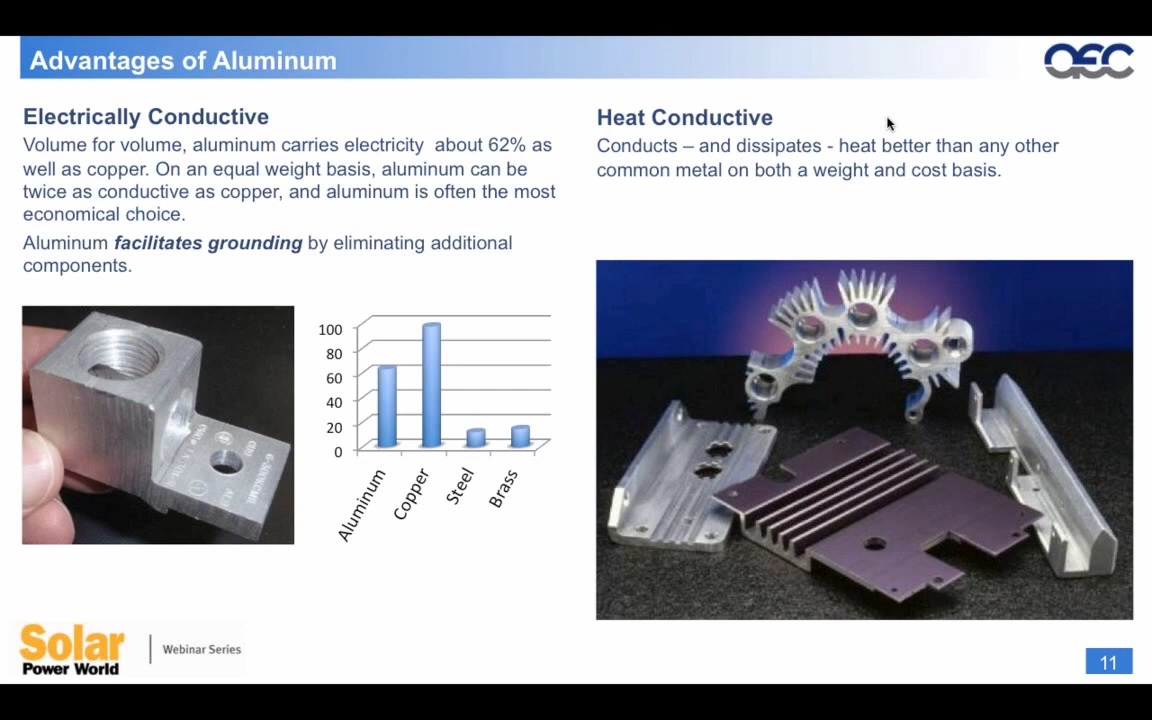 Advantages of Aluminum
aec
Electrically Conductive
Volume for volume, aluminum carries electricity about 62% as
well as copper. On an equal weight basis, aluminum can be
twice as conductive as copper, and aluminum is often the most
economical choice.
Aluminum facilitates grounding by eliminating additional
components.
Heat Conductive
Conducts – and dissipates - heat better than any other
common metal on both a weight and cost basis.
100
80
60
40
20
0
Aluminum
Copper
Steel
Brass
Solar
Power World
Webinar Series
11